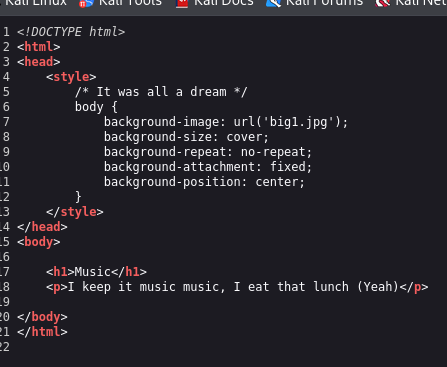 Kali Linux Kali Tools Kali Docs Kali Forums Kali Net
1 <!DOCTYPE html>
2 <html>
3 <head>
4     <style>
5         /* It was all a dream */
6         body {
7             background-image: url('big1.jpg');
8             background-size: cover;
9             background-repeat: no-repeat;
10             background-attachment: fixed;
11             background-position: center;
12         }
13     </style>
14 </head>
15 <body>
16
17     <h1>Music</h1>
18     <p>I keep it music music, I eat that lunch (Yeah)</p>
19
20 </body>
21 </html>
22